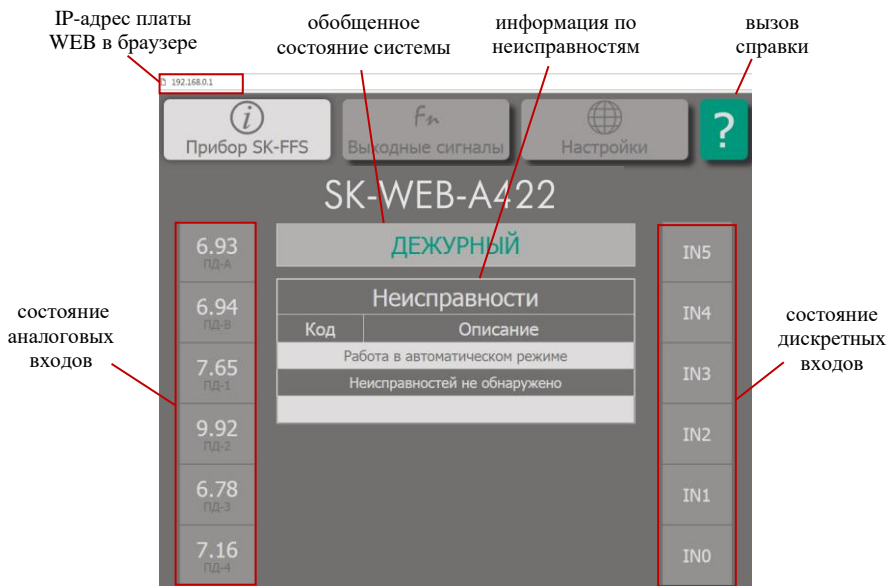 IP-адрес платы
WEB в браузере
обобщенное
состояние системы
информация по
неисправностям
вызов
справки
192.168.0.1
Прибор SK-FFS
Fn
Выходные сигналы
Настройки
?
SK-WEB-A422
состояние
аналоговых
входов
6.93
ПД-А
6.94
ПД-В
7.65
ПД-1
9.92
ПД-2
6.78
ПД-3
7.16
ПД-4
ДЕЖУРНЫЙ
Неисправности
Код Описание
Работа в автоматическом режиме
Неисправностей не обнаружено
IN5
IN4
IN3
IN2
IN1
IN0
состояние
дискретных
входов